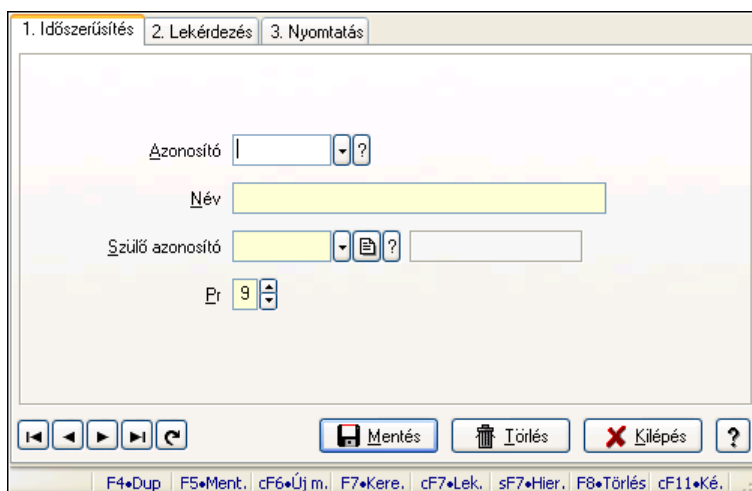 1. Időszerűsítés 2. Lekérdezés 3. Nyomtatás
Azonosító ?
Név
Szülő azonosító ?
Pr 9
Mentés Törlés Kilépés ?
F4•Dup F5•Ment. cF6•Új m. F7•Kere. cF7•Lek. sF7•Hier. F8•Törlés cF11•Ké.